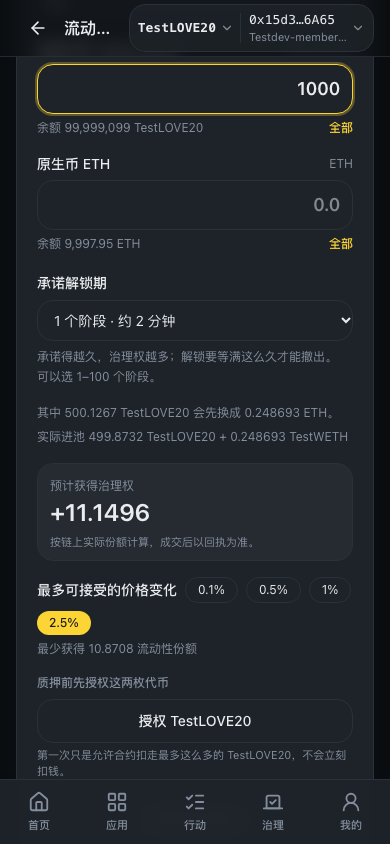 流动...
TestLOVE20
0x15d3…6A65
Testdev-member...
1000
余额 99,999,099 TestLOVE20
全部
原生币 ETH
ETH
0.0
余额 9,997.95 ETH
全部
承诺解锁期
1 个阶段 · 约 2 分钟
承诺得越久，治理权越多；解锁要等满这么久才能撤出。
可以选 1–100 个阶段。
其中 500.1267 TestLOVE20 会先换成 0.248693 ETH。
实际进池 499.8732 TestLOVE20 + 0.248693 TestWETH
预计获得治理权
+11.1496
按链上实际份额计算，成交后以回执为准。
最多可接受的价格变化
0.1%
0.5%
1%
2.5%
最少获得 10.8708 流动性份额
质押前先授权这两枚代币
授权 TestLOVE20
第一次只是允许合约扣走最多这么多的 TestLOVE20，不会立刻
扣钱。
首页
应用
行动
治理
我的